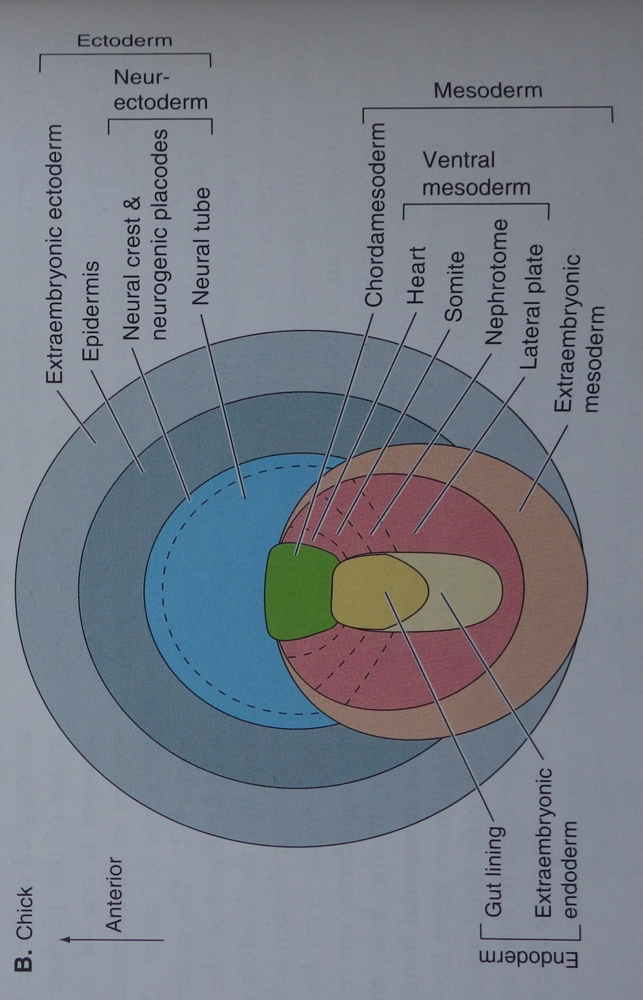 B. Chick
Anterior
Ectoderm
Neur-
ectoderm
Extraembryonic ectoderm
Epidermis
Neural crest &
neurogenic placodes
Neural tube
Mesoderm
Chordamesoderm
Ventral
mesoderm
Heart
Somite
Nephrotome
Lateral plate
Extraembryonic
mesoderm
Endoderm
Gut lining
Extraembryonic
endoderm